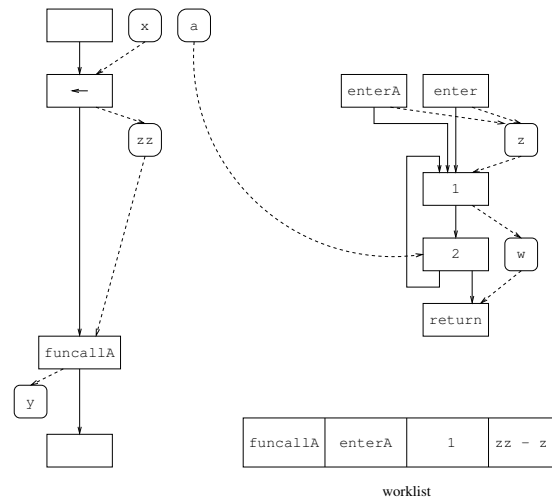 x
a
←
zz
enterA
enter
z
1
2
w
return
funcallA
y
funcallA enterA 1 zz - z
worklist